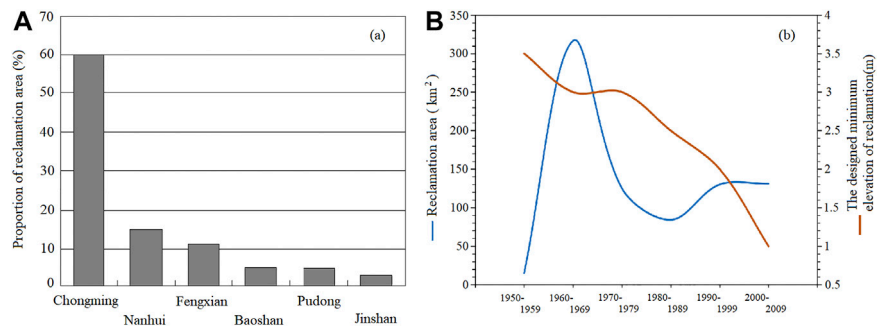 A
(a)
Proportion of reclamation area (%)
70
60
50
40
30
20
10
0
Chongming
Nanhui
Fengxian
Baoshan
Pudong
Jinshan
B
(b)
Reclamation area ( km²)
350
300
250
200
150
100
50
0
4
3.5
3
2.5
2
1.5
1
0.5
The designed minimum
elevation of reclamation(m)
1950-
1959
1960-
1969
1970-
1979
1980-
1989
1990-
1999
2000-
2009